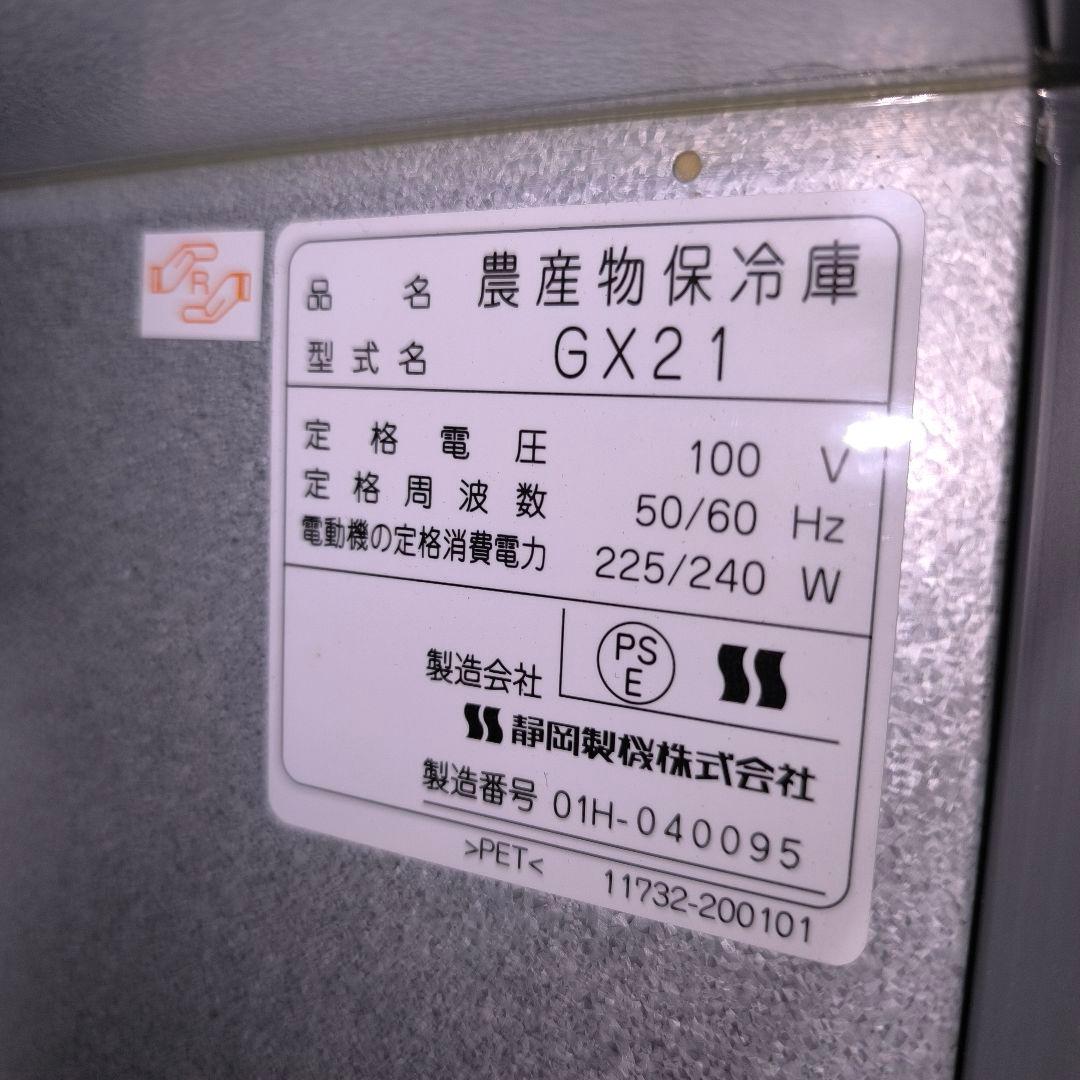 R
品名 農産物保冷庫
型式名 GX21
定格電圧 100 V
定格周波数 50/60 Hz
電動機の定格消費電力 225/240 W
PS
E
製造会社
静岡製機株式会社
製造番号 01H-040095
>PET<
11732-200101